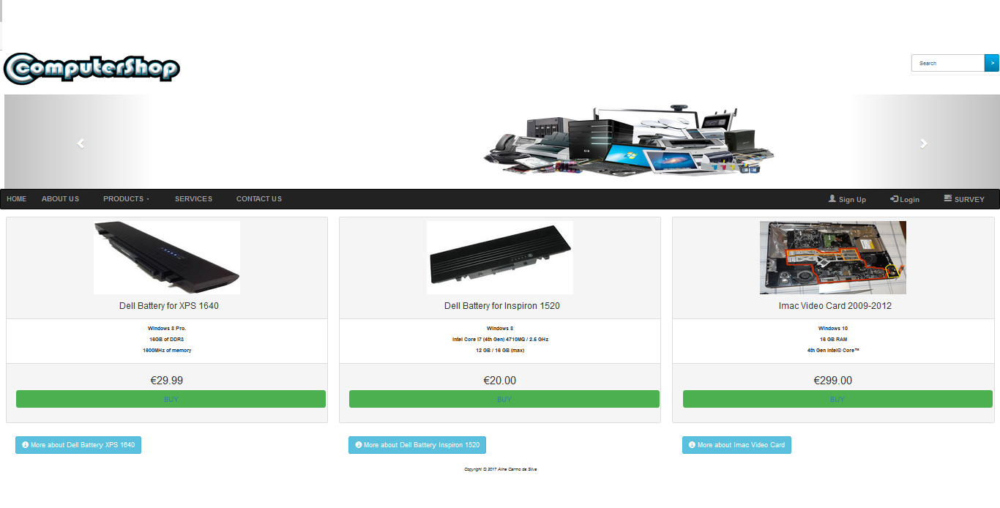 ComputerShop
Search >
HOME ABOUT US PRODUCTS SERVICES CONTACT US Sign Up Login SURVEY
Dell Battery for XPS 1640
Windows 8 Pro.
16GB of DDR3
1600MHz of memory
€29.99
BUY
More about Dell Battery XPS 1640
Dell Battery for Inspiron 1520
Windows 8
Intel Core i7 (4th Gen) 4710MQ / 2.5 GHz
12 GB / 16 GB (max)
€20.00
BUY
More about Dell Battery Inspiron 1520
Imac Video Card 2009-2012
Windows 10
16 GB RAM
4th Gen Intel® Core™
€299.00
BUY
More about Imac Video Card
Copyright © 2017 Aline Carmo da Silva